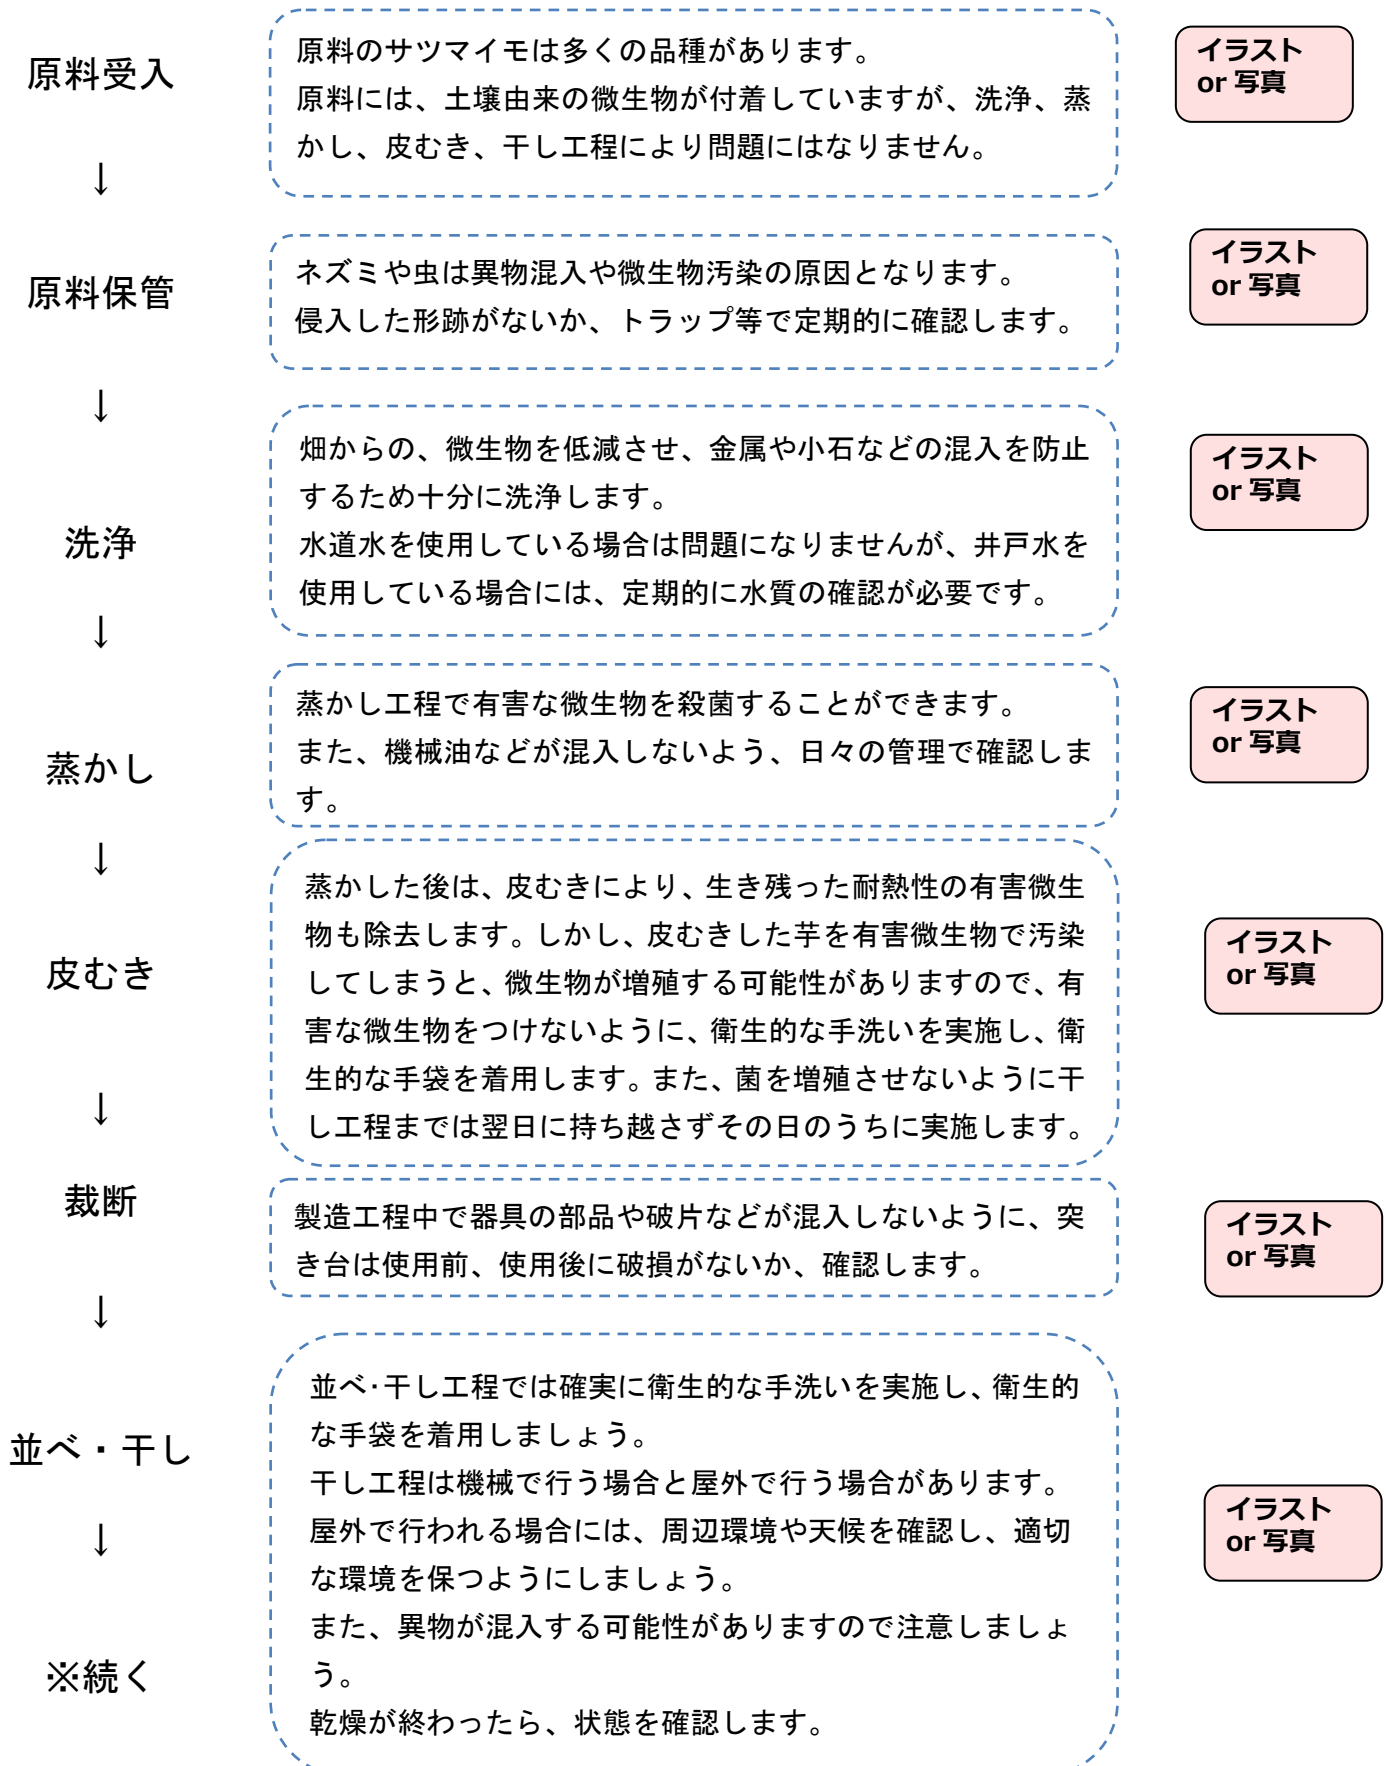 原料受入
原料のサツマイモは多くの品種があります。
原料には、土壌由来の微生物が付着していますが、洗浄、蒸
かし、皮むき、干し工程により問題にはなりません。
イラスト
or 写真
↓
原料保管
ネズミや虫は異物混入や微生物汚染の原因となります。
侵入した形跡がないか、トラップ等で定期的に確認します。
イラスト
or 写真
↓
洗浄
畑からの、微生物を低減させ、金属や小石などの混入を防止
するため十分に洗浄します。
水道水を使用している場合は問題になりませんが、井戸水を
使用している場合には、定期的に水質の確認が必要です。
イラスト
or 写真
↓
蒸かし
蒸かし工程で有害な微生物を殺菌することができます。
また、機械油などが混入しないよう、日々の管理で確認しま
す。
イラスト
or 写真
↓
皮むき
蒸かした後は、皮むきにより、生き残った耐熱性の有害微生
物も除去します。しかし、皮むきした芋を有害微生物で汚染
してしまうと、微生物が増殖する可能性がありますので、有
害な微生物をつけないように、衛生的な手洗いを実施し、衛
生的な手袋を着用します。また、菌を増殖させないように干
し工程までは翌日に持ち越さずその日のうちに実施します。
イラスト
or 写真
↓
裁断
製造工程中で器具の部品や破片などが混入しないように、突
き台は使用前、使用後に破損がないか、確認します。
イラスト
or 写真
↓
並べ・干し
並べ・干し工程では確実に衛生的な手洗いを実施し、衛生的
な手袋を着用しましょう。
干し工程は機械で行う場合と屋外で行う場合があります。
屋外で行われる場合には、周辺環境や天候を確認し、適切
な環境を保つようにしましょう。
また、異物が混入する可能性がありますので注意しましょ
う。
乾燥が終わったら、状態を確認します。
イラスト
or 写真
↓
※続く